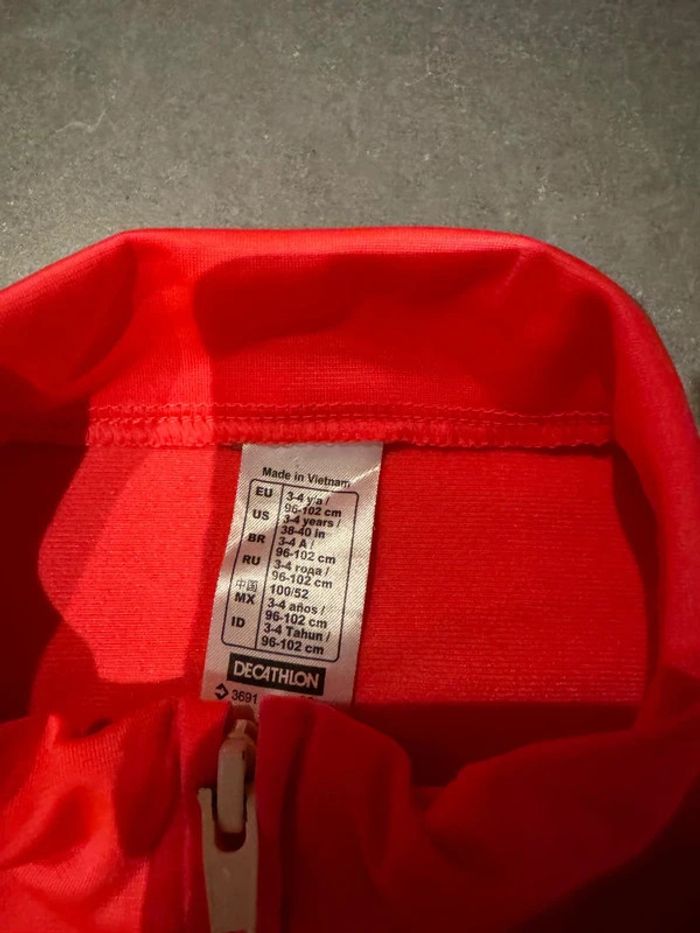 Made in Vietnam
EU 3-4 y/a /
96-102 cm
US 3-4 years /
38-40 in
BR 3-4 A /
96-102 cm
RU 3-4 года /
96-102 cm
中国 100/52
MX 3-4 años /
96-102 cm
ID 3-4 Tahun /
96-102 cm
DECATHLON
3691